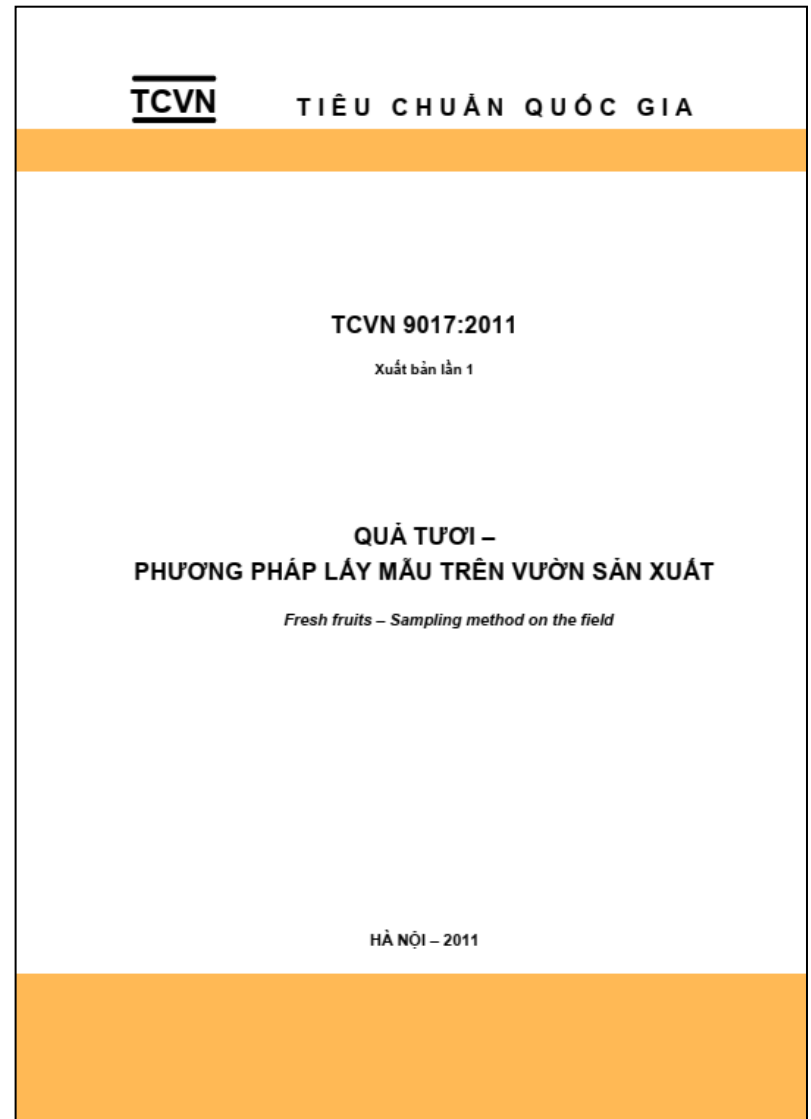 TCVN TIÊU CHUẨN QUỐC GIA
TCVN 9017:2011
Xuất bản lần 1
QUẢ TƯƠI –
PHƯƠNG PHÁP LẤY MẪU TRÊN VƯỜN SẢN XUẤT
Fresh fruits – Sampling method on the field
HÀ NỘI – 2011